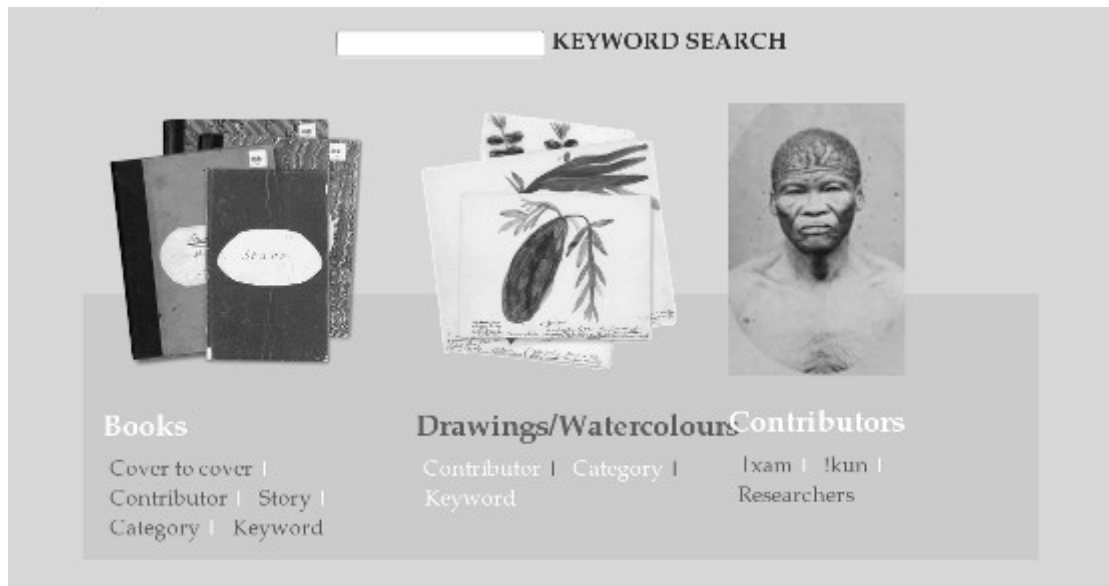 KEYWORD SEARCH
Books
Cover to cover |
Contributor | Story |
Category | Keyword
Drawings/Watercolours
Contributor | Category |
Keyword
Contributors
|xam | !kun |
Researchers